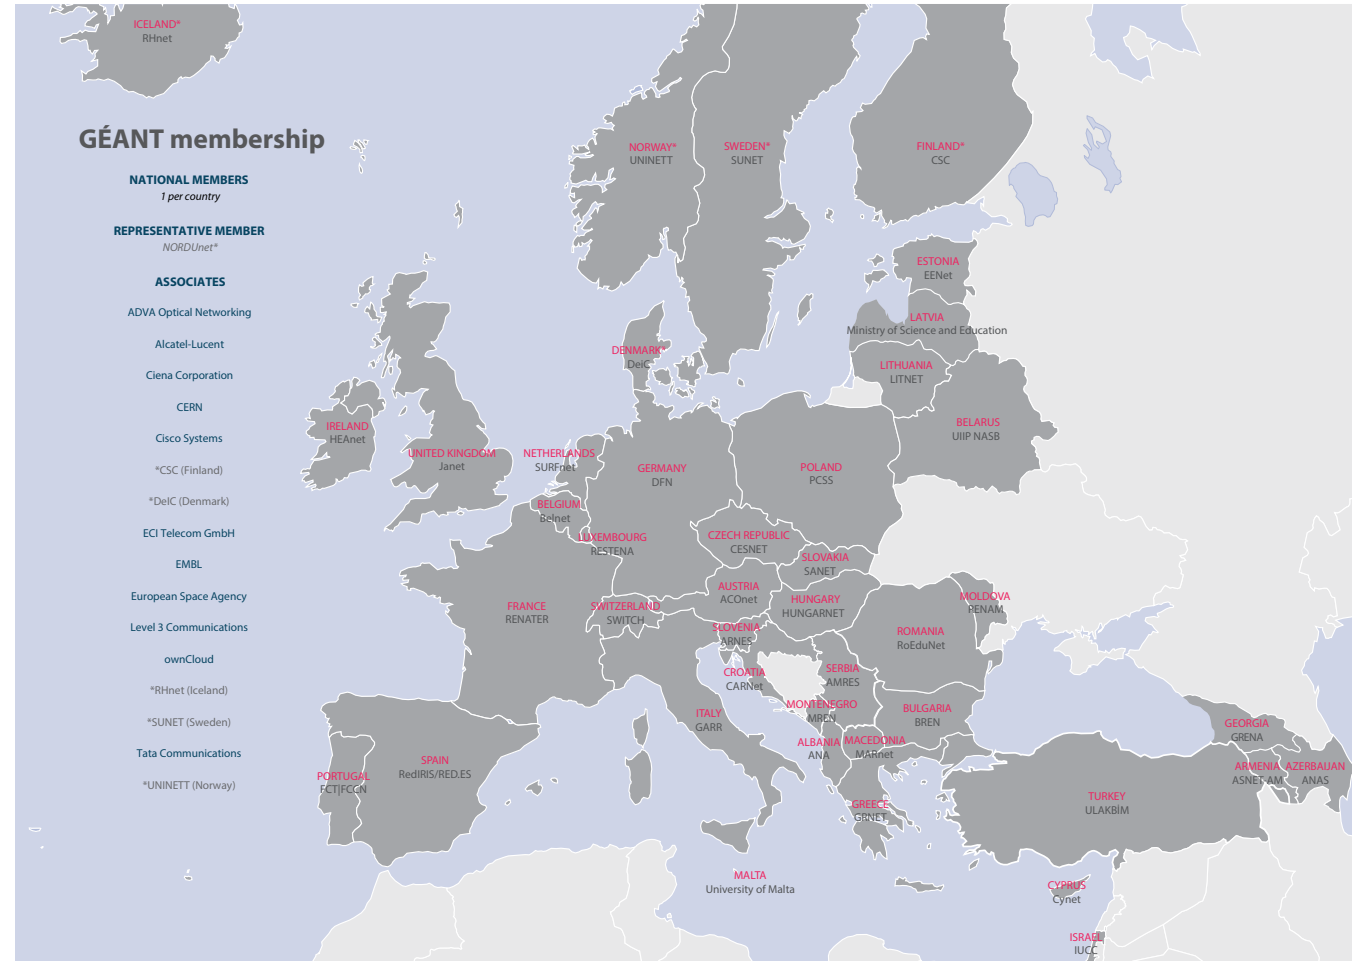 ICELAND*
RHnet
GÉANT membership
NATIONAL MEMBERS
1 per country
REPRESENTATIVE MEMBER
NORDUnet*
ASSOCIATES
ADVA Optical Networking
Alcatel-Lucent
Ciena Corporation
CERN
Cisco Systems
*CSC (Finland)
*DeIC (Denmark)
ECI Telecom GmbH
EMBL
European Space Agency
Level 3 Communications
ownCloud
*RHnet (Iceland)
*SUNET (Sweden)
Tata Communications
*UNINETT (Norway)
NORWAY*
UNINETT
SWEDEN*
SUNET
FINLAND*
CSC
ESTONIA
EENet
LATVIA
Ministry of Science and Education
DENMARK*
DeiC
LITHUANIA
LITNET
BELARUS
UIIP NASB
IRELAND
HEAnet
UNITED KINGDOM
Janet
NETHERLANDS
SURFnet
GERMANY
DFN
POLAND
PCSS
BELGIUM
Belnet
LUXEMBOURG
RESTENA
CZECH REPUBLIC
CESNET
SLOVAKIA
SANET
AUSTRIA
ACOnet
HUNGARY
HUNGARNET
MOLDOVA
RENAM
FRANCE
RENATER
SWITZERLAND
SWITCH
SLOVENIA
ARNES
ROMANIA
RoEduNet
CROATIA
CARNet
SERBIA
AMRES
MONTENEGRO
MREN
BULGARIA
BREN
ITALY
GARR
ALBANIA
ANA
MACEDONIA
MARnet
GEORGIA
GRENA
SPAIN
RedIRIS/RED.ES
PORTUGAL
FCT|FCCN
ARMENIA
ASNET-AM
AZERBAIJAN
ANAS
GREECE
GRNET
TURKEY
ULAKBİM
MALTA
University of Malta
CYPRUS
Cynet
ISRAEL
IUCC